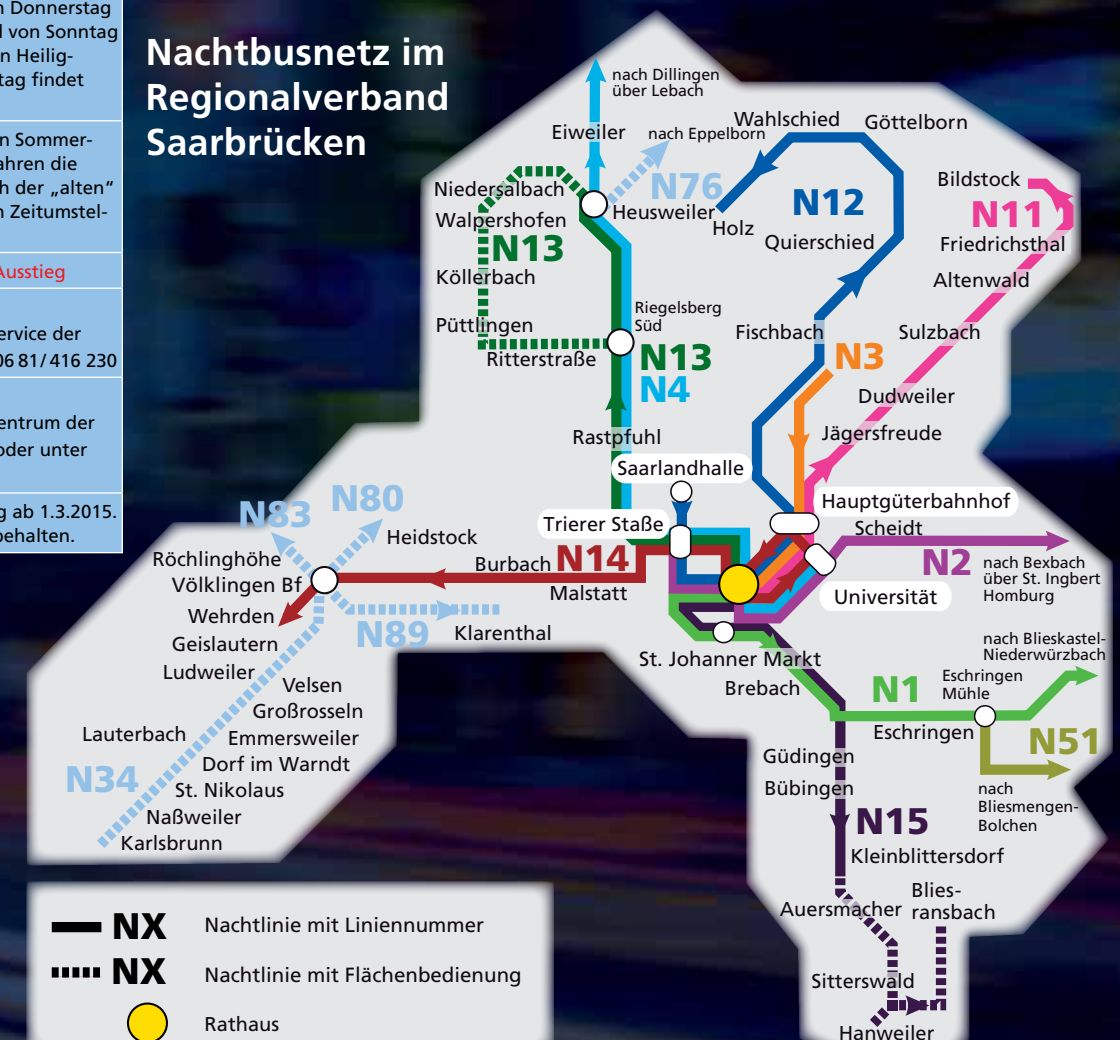 n Donnerstag
d von Sonntag
n Heilig-
tag findet
n Sommer-
ahren die
h der „alten“
n Zeitumstel-
Ausstieg
ervice der
06 81 / 416 230
entrum der
oder unter
g ab 1.3.2015.
behalten.
Nachtbusnetz im
Regionalverband
Saarbrücken
nach Dillingen
über Lebach
Eiweiler
nach Eppelborn
N76
Niedersalbach
Walpershofen
Heusweiler
N13
Köllerbach
Püttlingen
Ritterstraße
Riegelsberg
Süd
N13
N4
Rastpfuhl
Wahlschied
Göttelborn
N12
Holz
Quierschied
Fischbach
N3
Bildstock
N11
Friedrichsthal
Altenwald
Sulzbach
Dudweiler
Jägersfreude
Saarlandhalle
Hauptgüterbahnhof
Trierer Staße
Scheidt
N2
nach Bexbach
über St. Ingbert
Homburg
Universität
N83
N80
Heidstock
Röchlinghöhe
Völklingen Bf
Burbach
N14
Malstatt
Wehrden
N89
Klarenthal
Geislautern
Ludweiler
Velsen
Großrosseln
Lauterbach
Emmersweiler
Dorf im Warndt
N34
St. Nikolaus
Naßweiler
Karlsbrunn
St. Johanner Markt
Brebach
N1
nach Blieskastel-
Niederwürzbach
Eschringen
Mühle
Eschringen
N51
nach
Bliesmengen-
Bolchen
Güdingen
Bübingen
N15
Kleinblittersdorf
Blies-
ransbach
Auersmacher
Sitterswald
Hanweiler
NX Nachtlinie mit Liniennummer
NX Nachtlinie mit Flächenbedienung
Rathaus